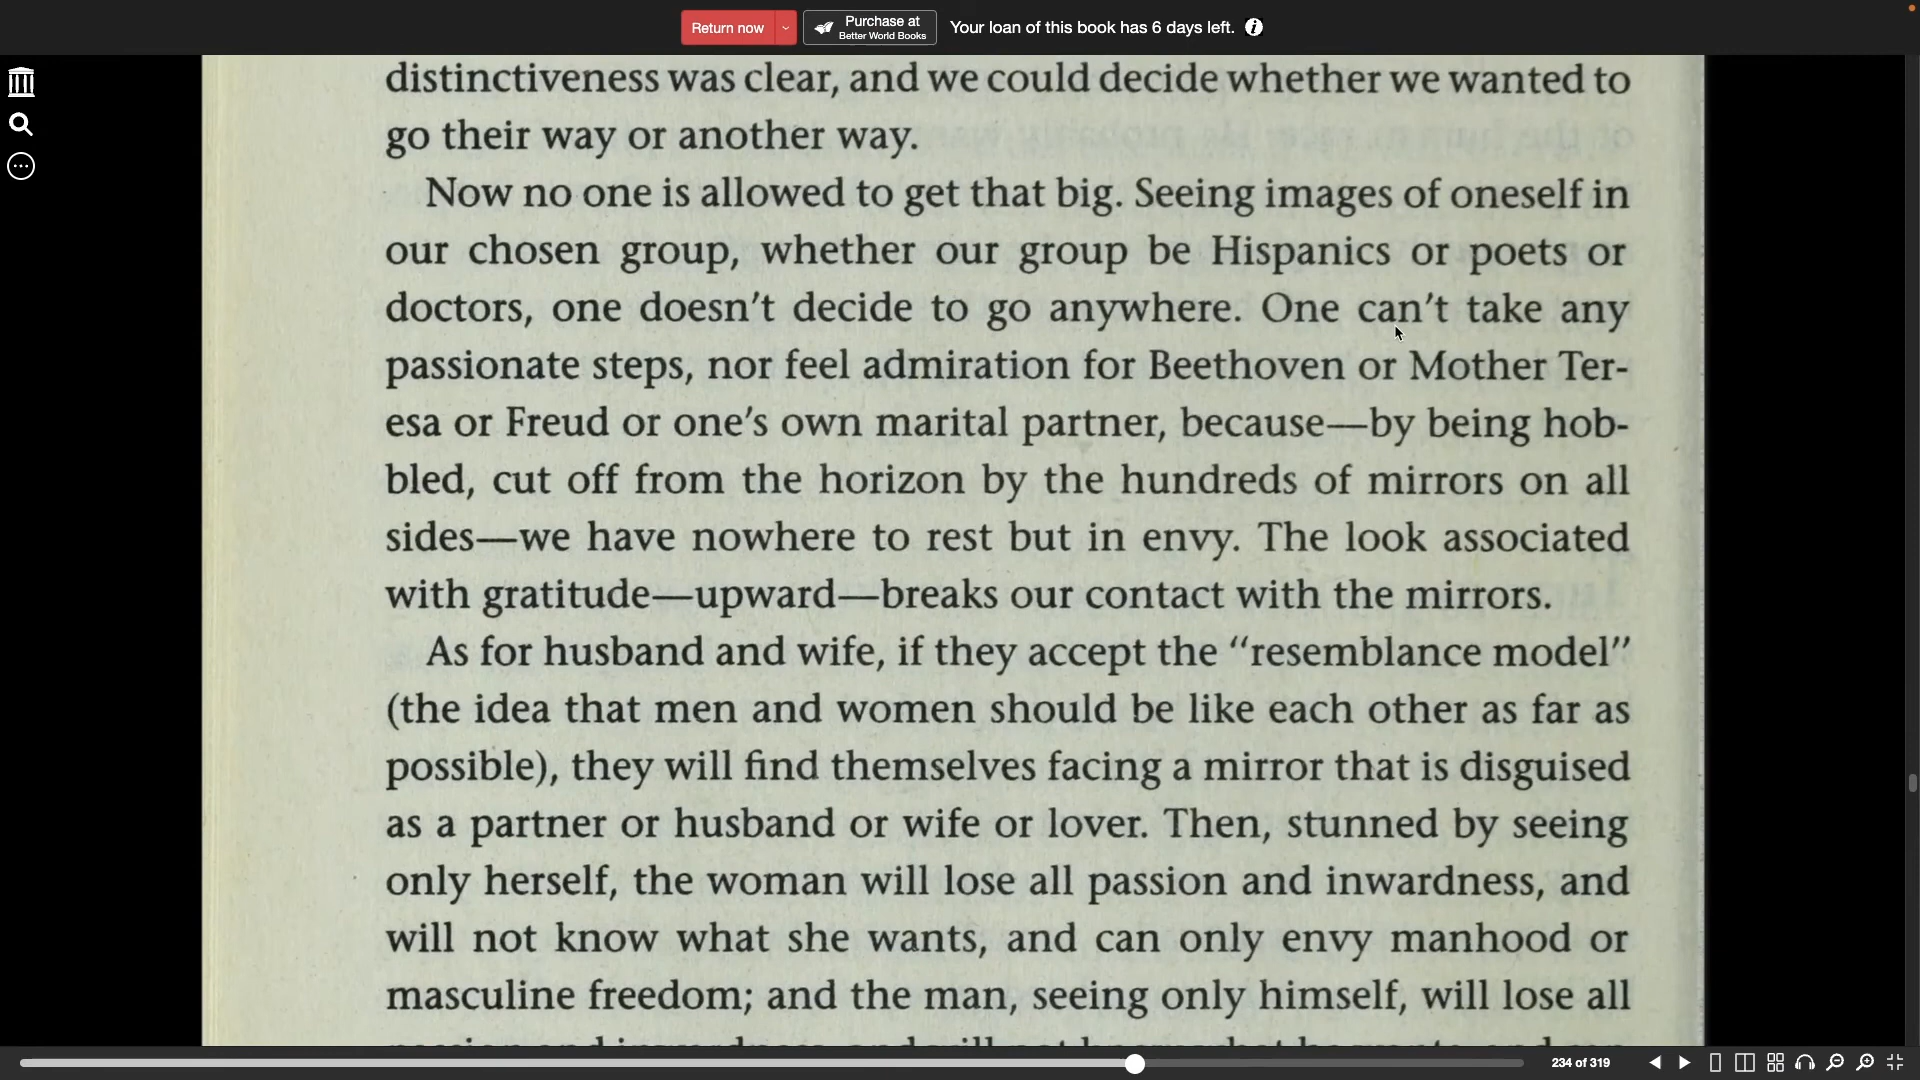 Return now
Purchase at
Better World Books
Your loan of this book has 6 days left.
distinctiveness was clear, and we could decide whether we wanted to
go their way or another way.
Now no one is allowed to get that big. Seeing images of oneself in
our chosen group, whether our group be Hispanics or poets or
doctors, one doesn't decide to go anywhere. One can't take any
passionate steps, nor feel admiration for Beethoven or Mother Ter-
esa or Freud or one's own marital partner, because—by being hob-
bled, cut off from the horizon by the hundreds of mirrors on all
sides—we have nowhere to rest but in envy. The look associated
with gratitude—upward—breaks our contact with the mirrors.
As for husband and wife, if they accept the "resemblance model"
(the idea that men and women should be like each other as far as
possible), they will find themselves facing a mirror that is disguised
as a partner or husband or wife or lover. Then, stunned by seeing
only herself, the woman will lose all passion and inwardness, and
will not know what she wants, and can only envy manhood or
masculine freedom; and the man, seeing only himself, will lose all
234 of 319